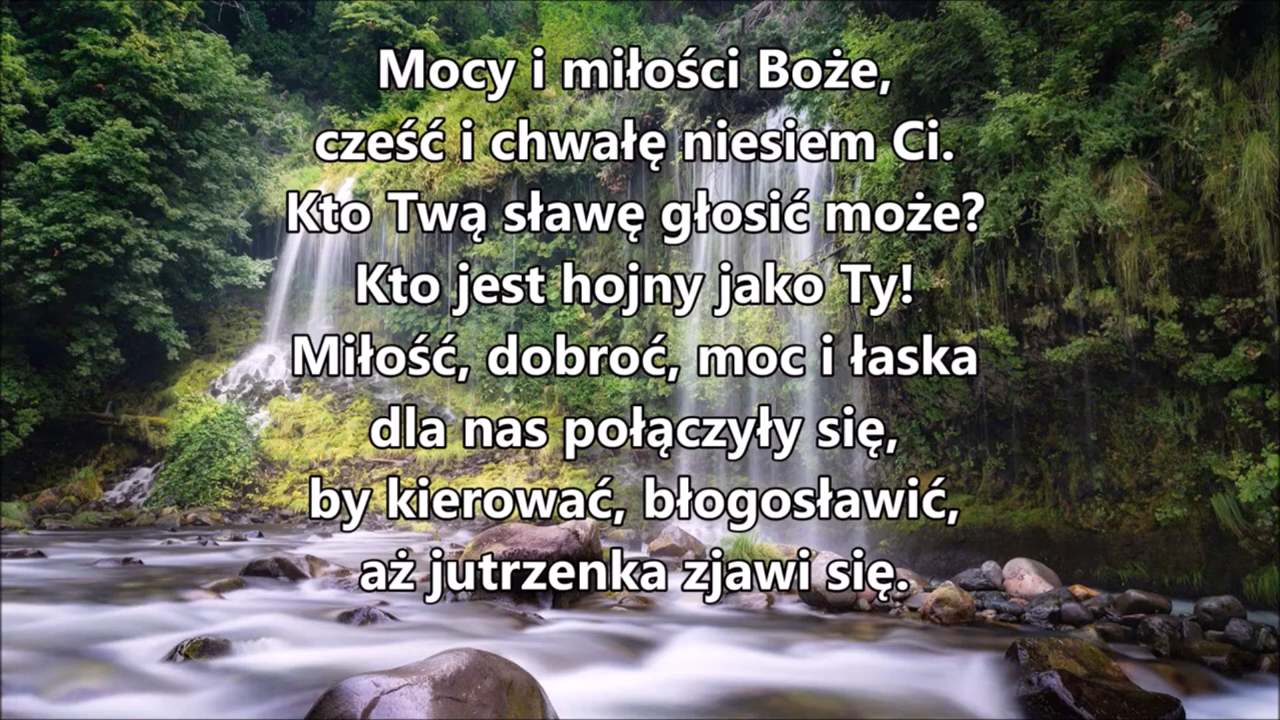 Mocy i miłości Boże,
cześć i chwałę niesiem Ci.
Kto Twą sławę głosić może?
Kto jest hojny jako Ty!
Miłość, dobroć, moc i łaska
dla nas połączyły się,
by kierować, błogosławić,
aż jutrzenka zjawi się.